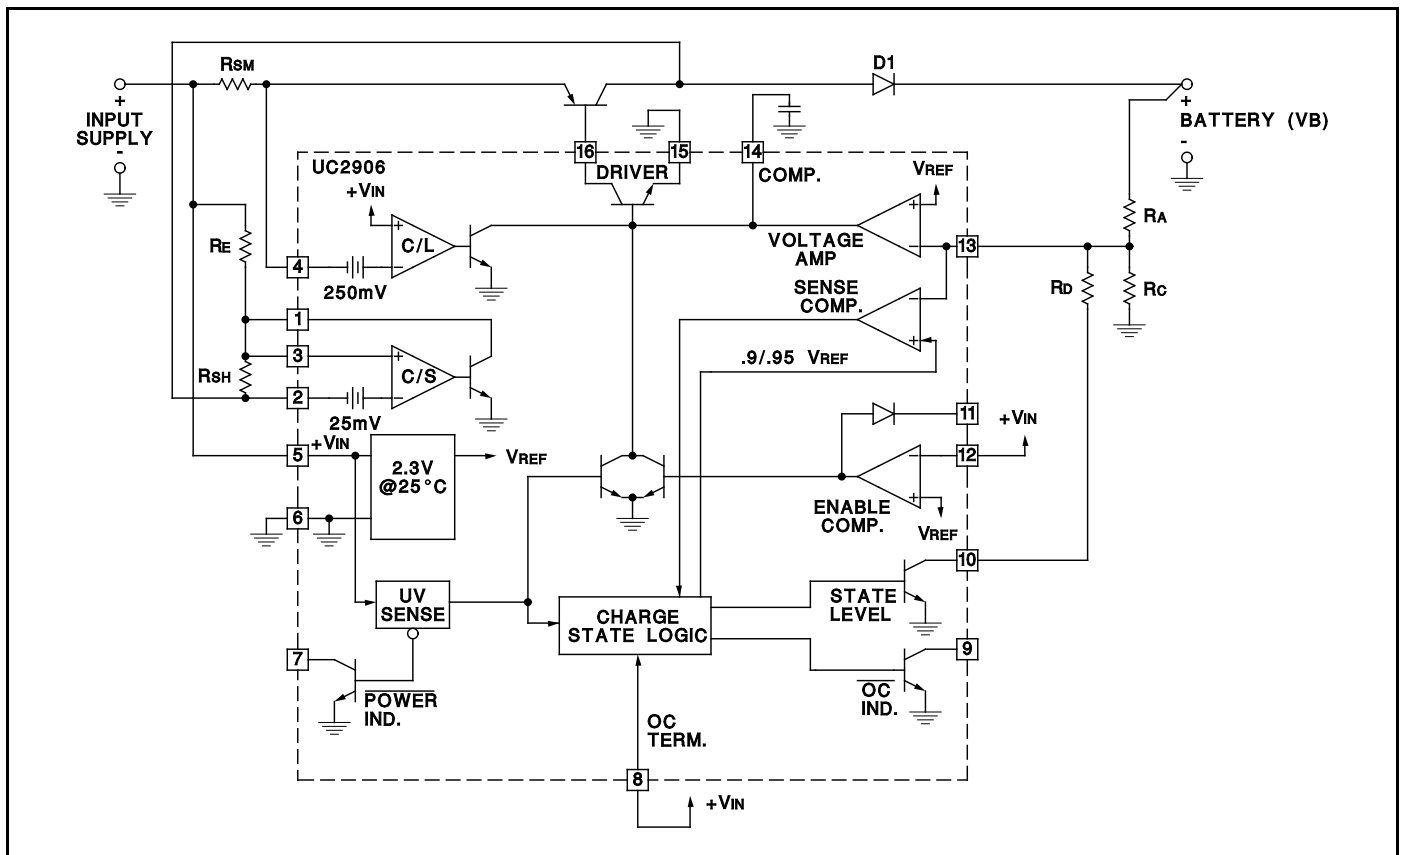 RSM
D1
+
INPUT
SUPPLY
-
+
BATTERY (VB)
-
16
15
14
UC2906
DRIVER
COMP.
+VIN
VREF
RA
+
C/L
-
VOLTAGE
AMP
+
-
13
RE
4
250mV
SENSE
COMP.
-
+
RD
RC
1
3
+
C/S
-
.9/.95 VREF
RSH
2
25mV
11
+VIN
5
+VIN
2.3V
@25°C
VREF
-
12
+
ENABLE
COMP.
VREF
6
10
UV
SENSE
CHARGE
STATE LOGIC
STATE
LEVEL
7
9
POWER
IND.
OC
IND.
OC
TERM.
8
+VIN